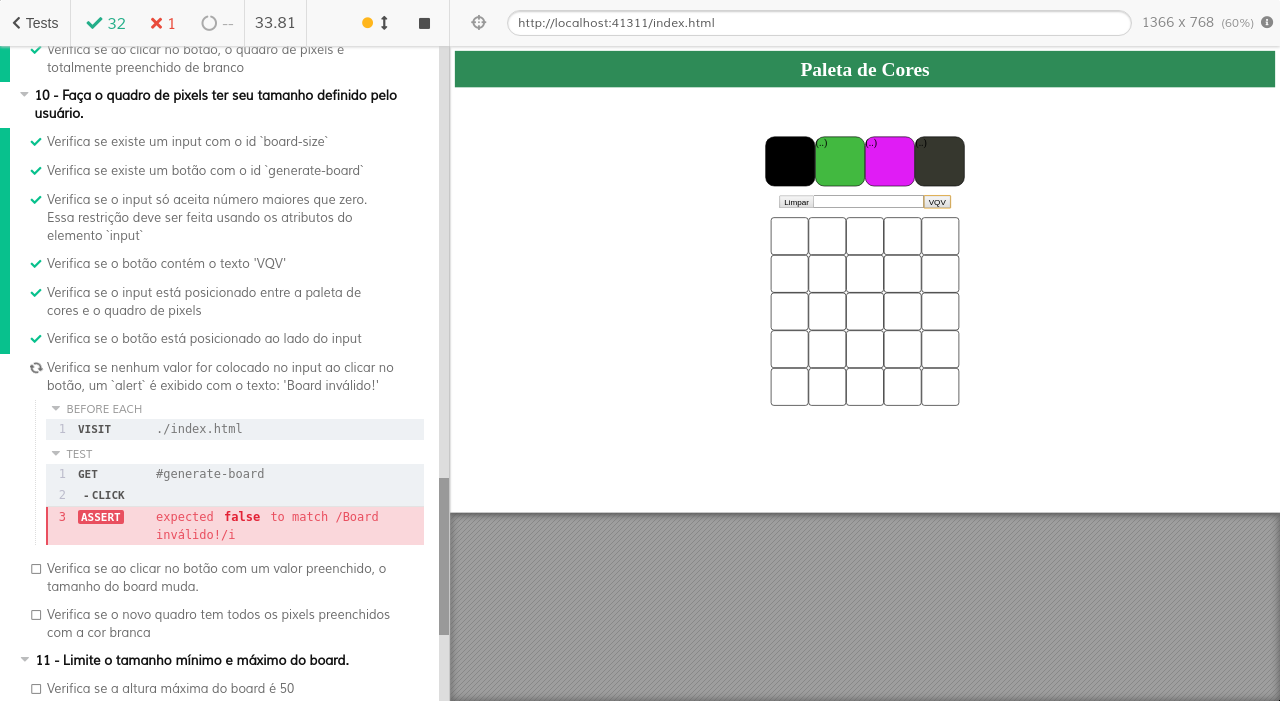 Tests
32
1
--
33.81
http://localhost:41311/index.html
1366 x 768 (60%)
Verifica se ao clicar no botão, o quadro de pixels é
totalmente preenchido de branco
10 - Faça o quadro de pixels ter seu tamanho definido pelo
usuário.
Verifica se existe um input com o id `board-size`
Verifica se existe um botão com o id `generate-board`
Verifica se o input só aceita número maiores que zero.
Essa restrição deve ser feita usando os atributos do
elemento `input`
Verifica se o botão contém o texto 'VQV'
Verifica se o input está posicionado entre a paleta de
cores e o quadro de pixels
Verifica se o botão está posicionado ao lado do input
Verifica se nenhum valor for colocado no input ao clicar no
botão, um `alert` é exibido com o texto: 'Board inválido!'
BEFORE EACH
1 VISIT ./index.html
TEST
1 GET #generate-board
2 -CLICK
3 ASSERT expected false to match /Board
inválido!/i
Verifica se ao clicar no botão com um valor preenchido, o
tamanho do board muda.
Verifica se o novo quadro tem todos os pixels preenchidos
com a cor branca
11 - Limite o tamanho mínimo e máximo do board.
Verifica se a altura máxima do board é 50
Paleta de Cores
(..) (..) (..)
Limpar VQV